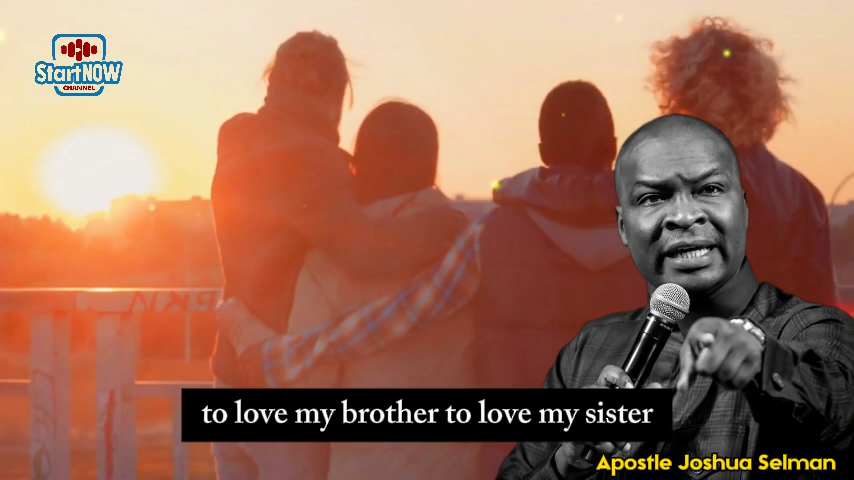 StartNOW
CHANNEL
to love my brother to love my sister
Apostle Joshua Selman